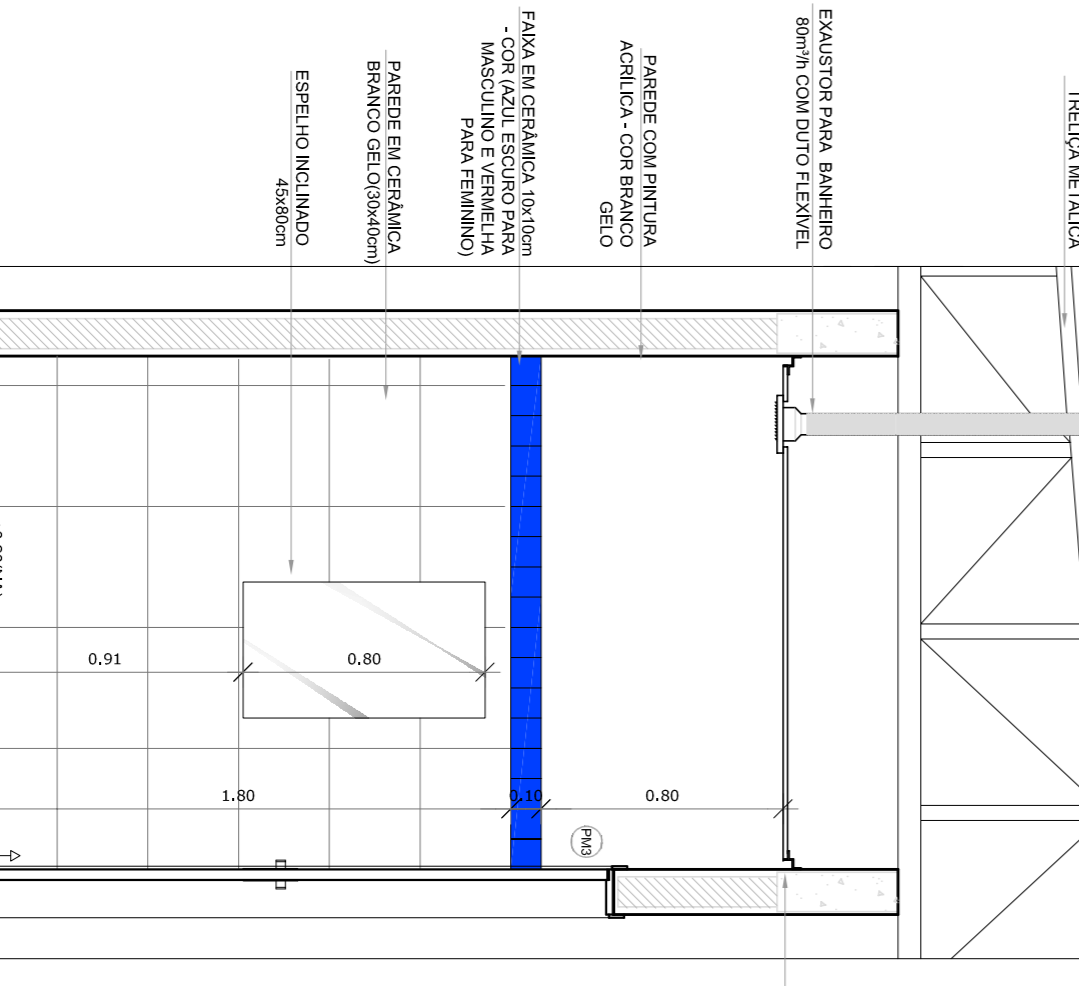 TRELIÇA METÁLICA
EXAUSTOR PARA BANHEIRO
80m³/h COM DUTO FLEXÍVEL
PAREDE COM PINTURA
ACRÍLICA - COR BRANCO
GELO
FAIXA EM CERÂMICA 10x10cm
- COR (AZUL ESCURO PARA
MASCULINO E VERMELHA
PARA FEMININO)
PAREDE EM CERÂMICA
BRANCO GELO(30x40cm)
ESPELHO INCLINADO
45x80cm
0.91
0.80
1.80
0.10
0.80
PM3